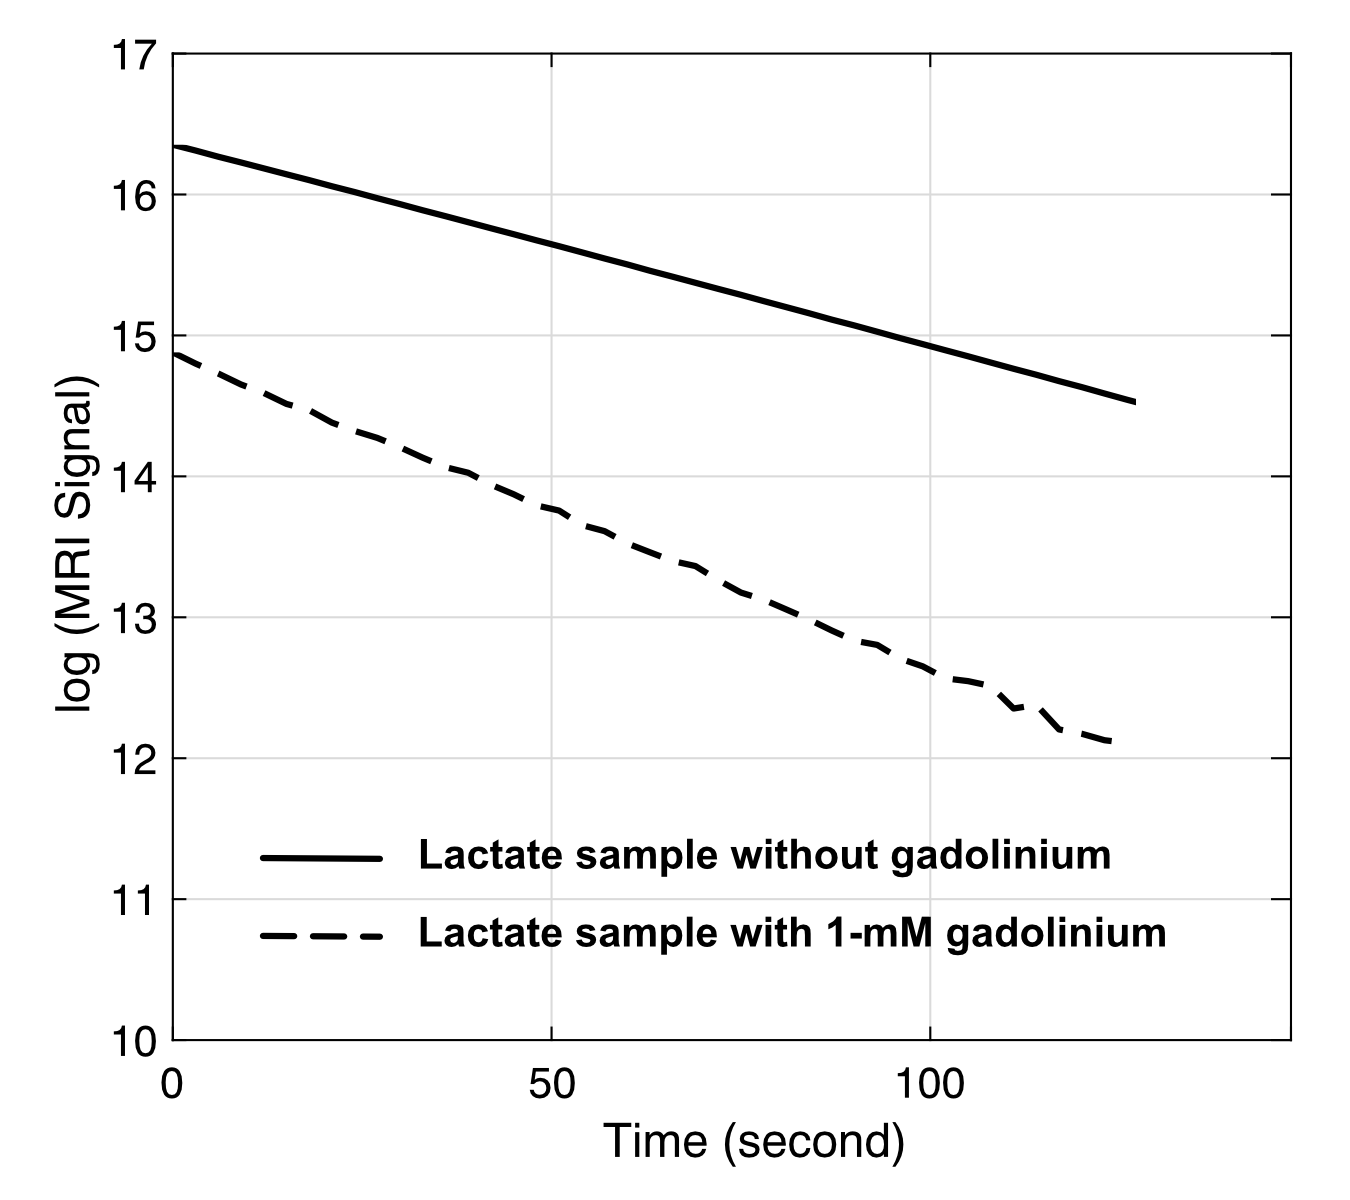 17
16
15
14
13
12
11
10
log (MRI Signal)
Lactate sample without gadolinium
Lactate sample with 1-mM gadolinium
0 50 100
Time (second)